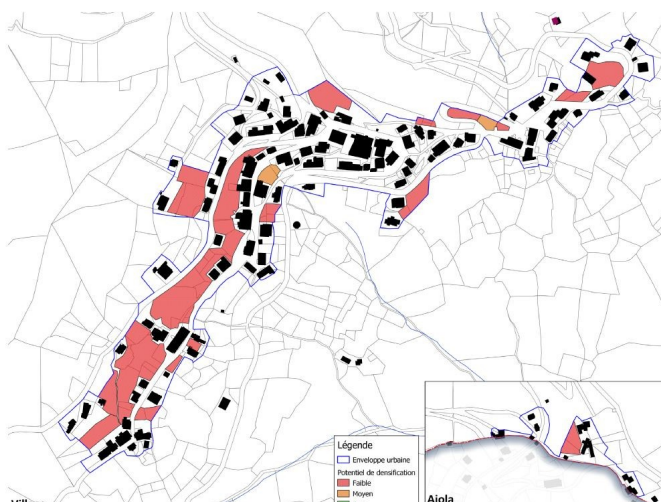 Légende
Enveloppe urbaine
Potentiel de densification
Faible
Moyen
Aiola